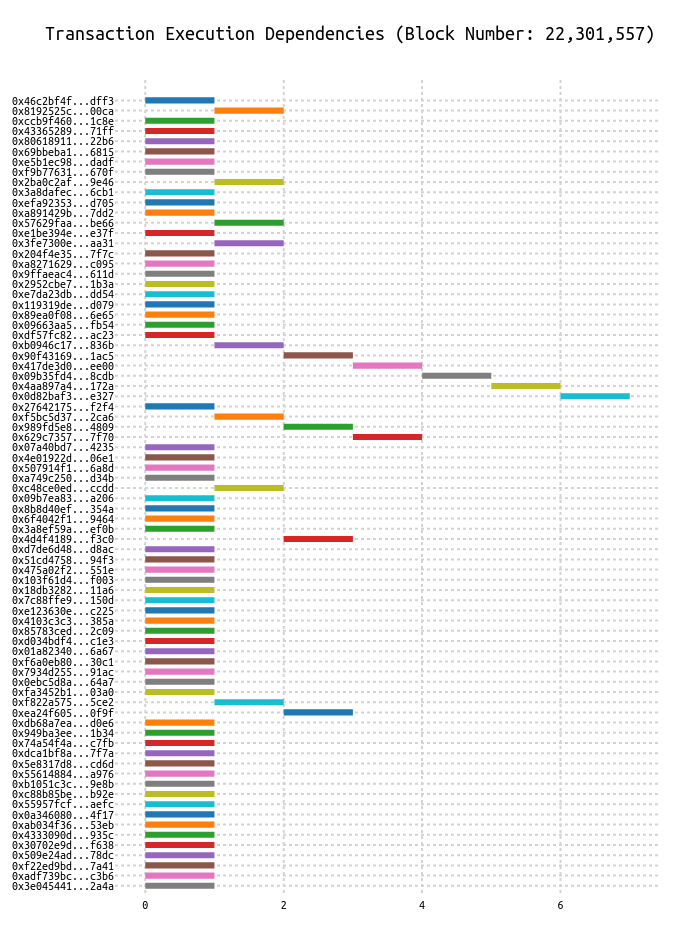 Transaction Execution Dependencies (Block Number: 22,301,557)
0x46c2bf4f...dff3
0x8192525c...00ca
0xccb9f460...1c8e
0x43365289...71ff
0x80618911...22b6
0x69bbeba1...6815
0xe5b1ec98...dadf
0xf9b77631...670f
0x2ba0c2af...9e46
0x3a8dafec...6cb1
0xefa92353...d705
0xa891429b...7dd2
0x57629faa...be66
0xe1be394e...e37f
0x3fe7300e...aa31
0x204f4e35...7f7c
0xa8271629...c095
0x9ffaeac4...611d
0x2952cbe7...1b3a
0xe7da23db...dd54
0x119319de...d079
0x89ea0f08...6e65
0x09663aa5...fb54
0xdf57fc82...ac23
0xb0946c17...836b
0x90f43169...1ac5
0x417de3d0...ee00
0x09b35fd4...8cdb
0x4aa897a4...172a
0x0d82baf3...e327
0x27642175...f2f4
0xf5bc5d37...2ca6
0x989fd5e8...4809
0x629c7357...7f70
0x07a40bd7...4235
0x4e01922d...06e1
0x507914f1...6a8d
0xa749c250...d34b
0xc48ce0ed...ccdd
0x09b7ea83...a206
0x8b8d40ef...354a
0x6f4042f1...9464
0x3a8ef59a...ef0b
0x4d4f4189...f3c0
0xd7de6d48...d8ac
0x51cd4758...94f3
0x475a02f2...551e
0x103f61d4...f003
0x18db3282...11a6
0x7c88ffe9...150d
0xe123630e...c225
0x4103c3c3...385a
0x85783ced...2c09
0xd034bdf4...c1e3
0x01a82340...6a67
0xf6a0eb80...30c1
0x7934d255...91ac
0x0ebc5d8a...64a7
0xfa3452b1...03a0
0xf822a575...5ce2
0xea24f605...0f9f
0xdb68a7ea...d0e6
0x949ba3ee...1b34
0x74a54f4a...c7fb
0xdca1bf8a...7f7a
0x5e8317d8...cd6d
0x55614884...a976
0xb1051c3c...9e8b
0xc88b85be...b92e
0x55957fcf...aefc
0x0a346080...4f17
0xab034f36...53eb
0x4333090d...935c
0x30702e9d...f638
0x509e24ad...78dc
0xf22ed9bd...7a41
0xadf739bc...c3b6
0x3e045441...2a4a
0 2 4 6